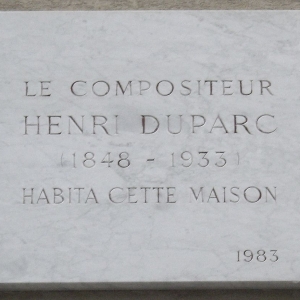 LE COMPOSITEUR
HENRI DUPARC
(1848 - 1933)
HABITA CETTE MAISON
1983